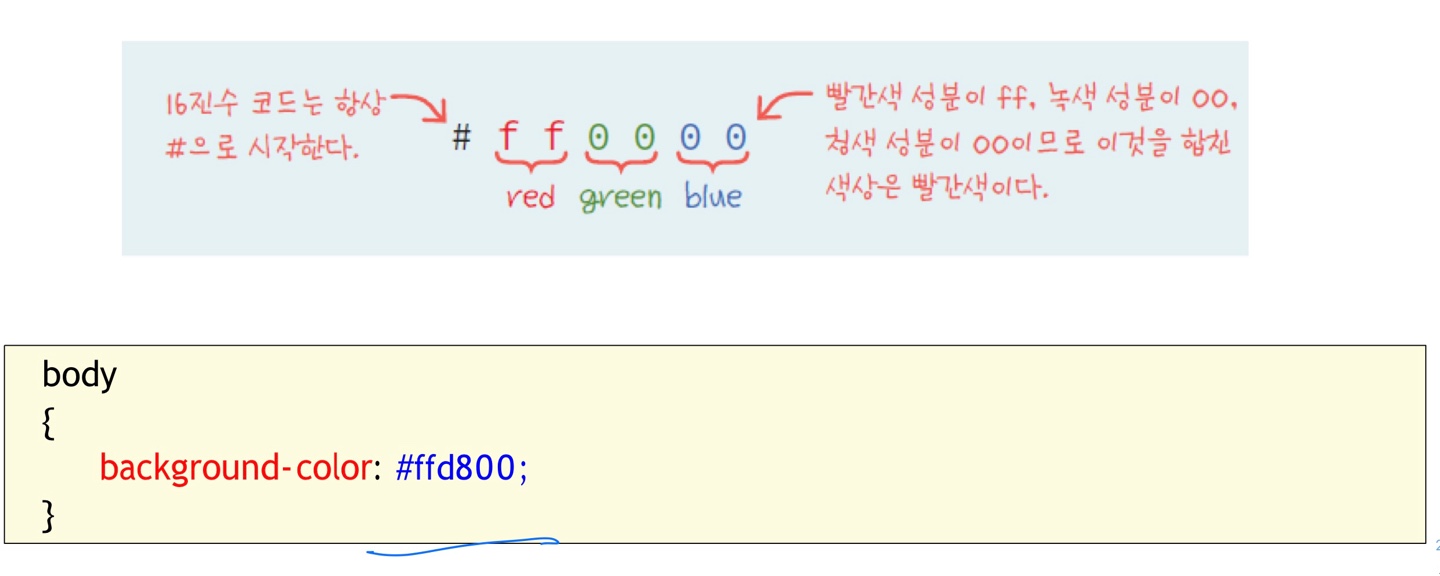 16진수 코드는 항상
#으로 시작한다.
# f f 0 0 0 0
red green blue
빨간색 성분이 ff, 녹색 성분이 00,
청색 성분이 00이므로 이것을 합친
색상은 빨간색이다.
body
{
background-color: #ffd800;
}